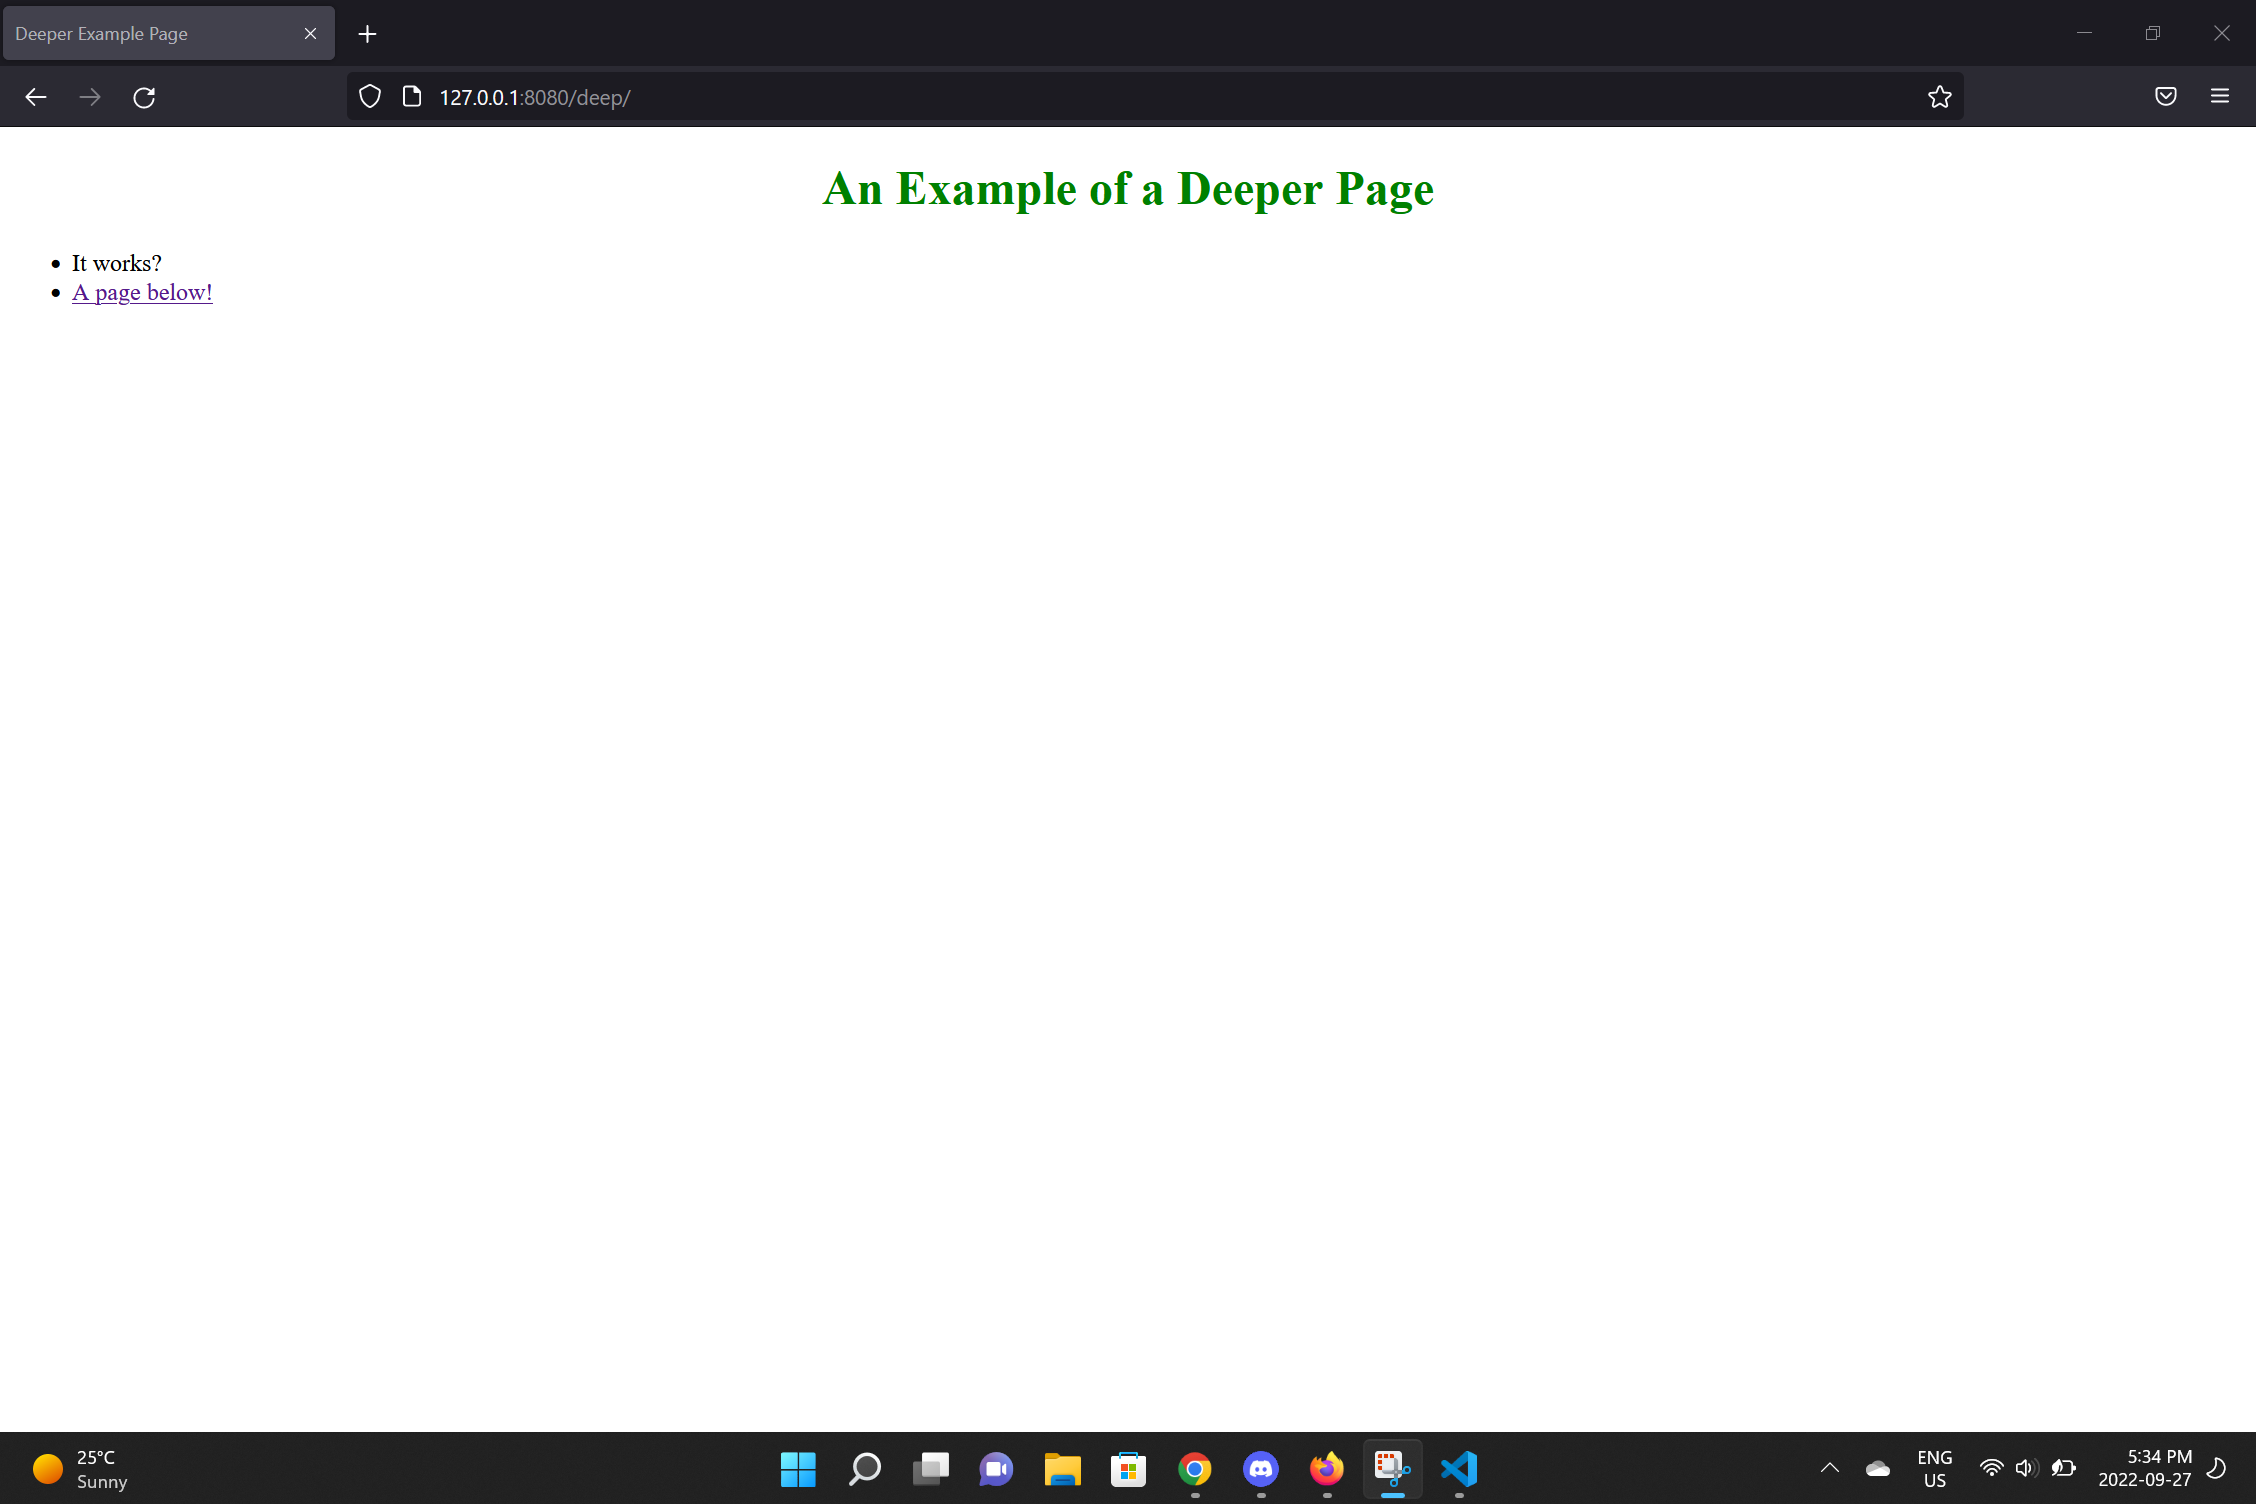 Deeper Example Page
127.0.0.1:8080/deep/
An Example of a Deeper Page
It works?
A page below!
25°C
Sunny
ENG
US
5:34 PM
2022-09-27